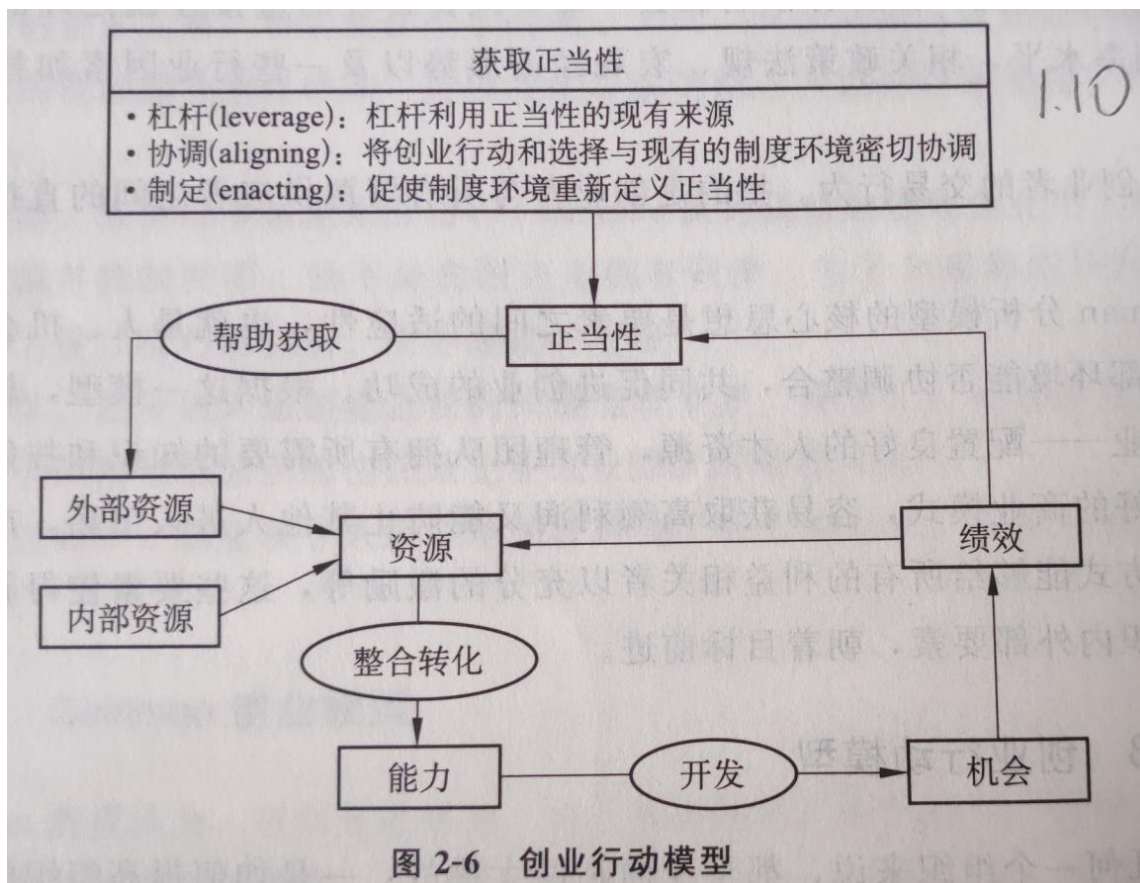 获取正当性
1.10
• 杠杆(leverage)：杠杆利用正当性的现有来源
• 协调(aligning)：将创业行动和选择与现有的制度环境密切协调
• 制定(enacting)：促使制度环境重新定义正当性
帮助获取
正当性
外部资源
资源
绩效
内部资源
整合转化
能力
开发
机会
图 2-6 创业行动模型